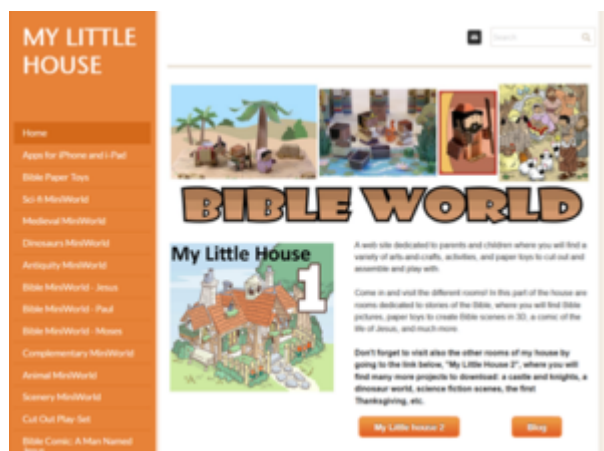 MY LITTLE
HOUSE
Search
Home
Apps for iPhone and i-Pad
Bible Paper Toys
Sci-fi MiniWorld
Medieval MiniWorld
Dinosaurs MiniWorld
Antiquity MiniWorld
Bible MiniWorld - Jesus
Bible MiniWorld - Paul
Bible MiniWorld - Moses
Complementary MiniWorld
Animal MiniWorld
Scenery MiniWorld
Cut Out Play-Set
Bible Comic: A Man Named
Jesus
BIBLE WORLD
My Little House
1
A web site dedicated to parents and children where you will find a
variety of arts-and-crafts, activities, and paper toys to cut out and
assemble and play with.
Come in and visit the different rooms! In this part of the house are
rooms dedicated to stories of the Bible, where you will find Bible
pictures, paper toys to create Bible scenes in 3D, a comic of the
life of Jesus, and much more.
Don't forget to visit also the other rooms of my house by
going to the link below, "My Little House 2", where you will
find many more projects to download: a castle and knights, a
dinosaur world, science fiction scenes, the first
Thanksgiving, etc.
My Little house 2
Blog